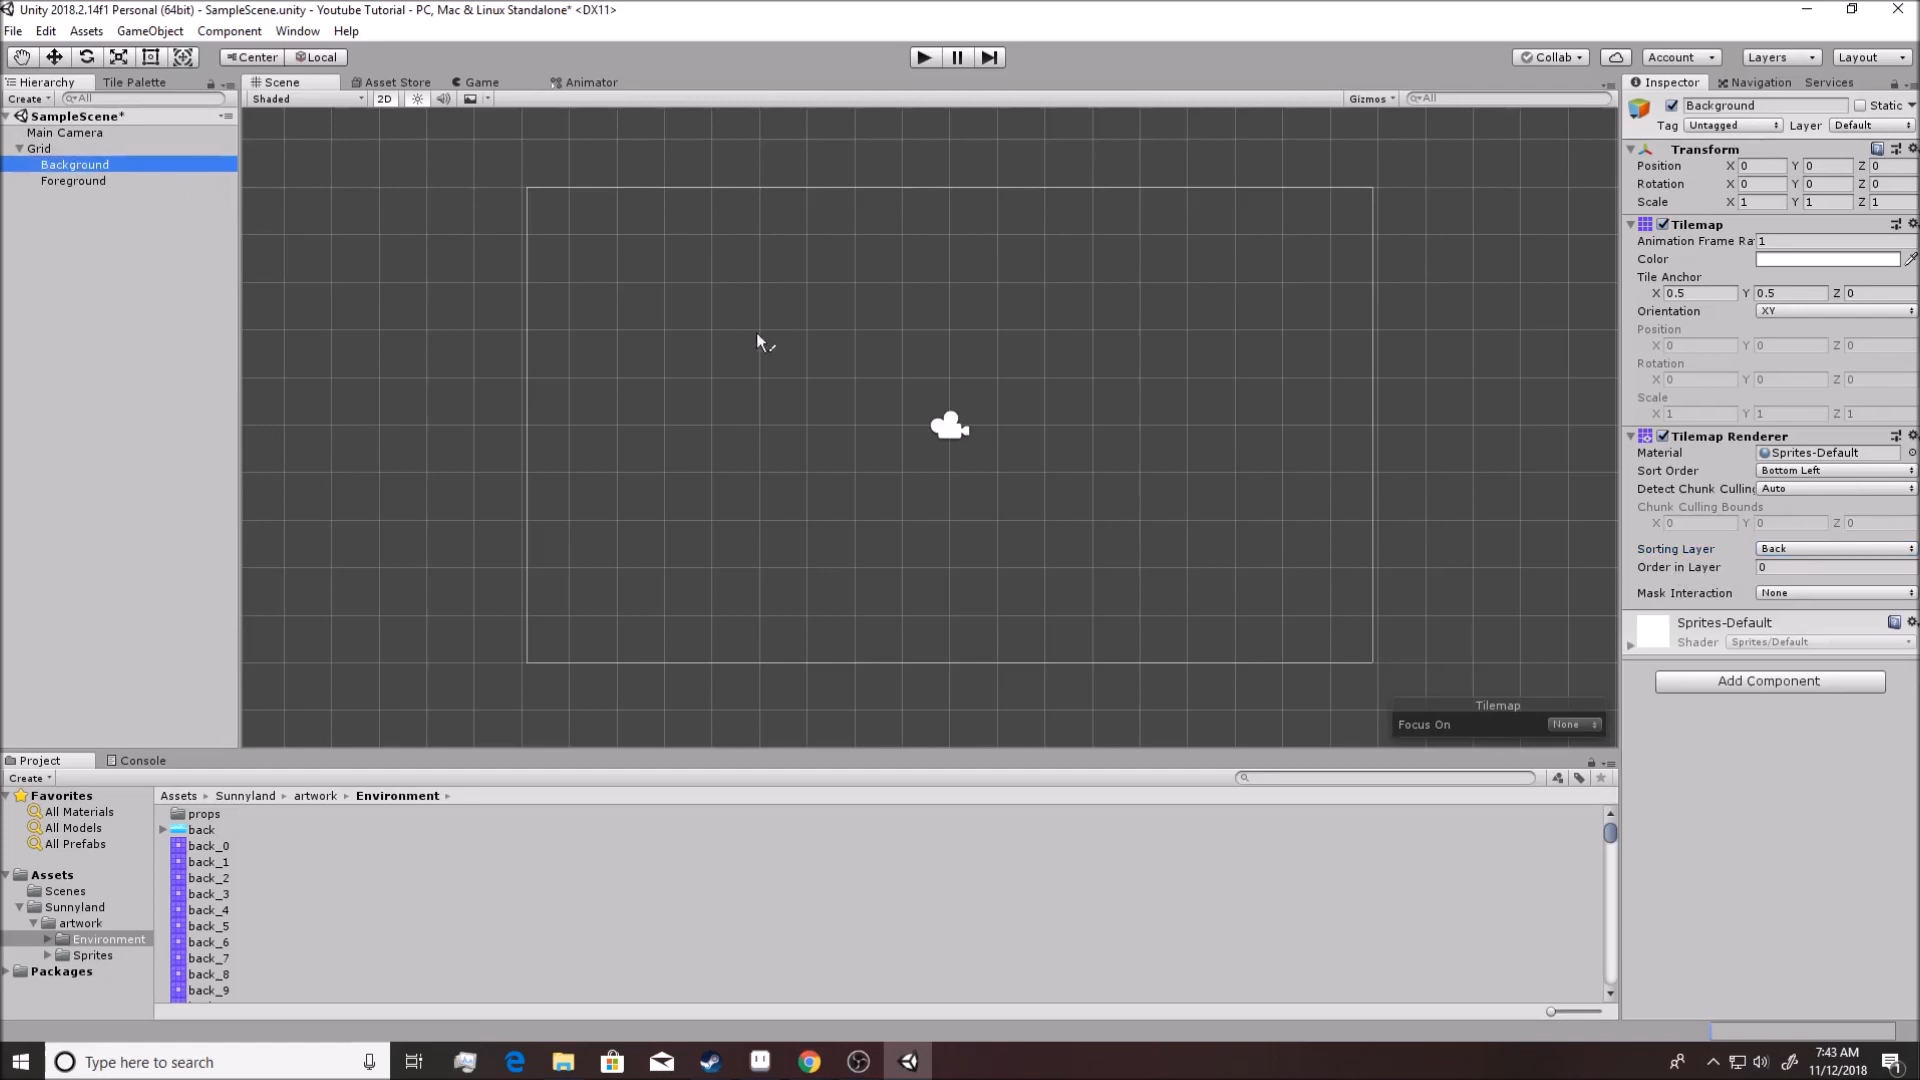 Unity 2018.2.14f1 Personal (64bit) - SampleScene.unity - Youtube Tutorial - PC, Mac & Linux Standalone* <DX11>
File Edit Assets GameObject Component Window Help
Center Local Collab Account Layers Layout
Hierarchy Tile Palette Scene Asset Store Game Animator Inspector Navigation Services
Create All Shaded 2D Gizmos All Background Static
Tag Untagged Layer Default
SampleScene*
Main Camera
Grid
Background
Foreground
Transform
Position X 0 Y 0 Z 0
Rotation X 0 Y 0 Z 0
Scale X 1 Y 1 Z 1
Tilemap
Animation Frame Ra 1
Color
Tile Anchor
X 0.5 Y 0.5 Z 0
Orientation XY
Position
X 0 Y 0 Z 0
Rotation
X 0 Y 0 Z 0
Scale
X 1 Y 1 Z 1
Tilemap Renderer
Material Sprites-Default
Sort Order Bottom Left
Detect Chunk Culling Auto
Chunk Culling Bounds
X 0 Y 0 Z 0
Sorting Layer Back
Order in Layer 0
Mask Interaction None
Sprites-Default
Shader Sprites/Default
Add Component
Tilemap
Focus On None
Project Console
Create
Favorites
All Materials
All Models
All Prefabs
Assets
Scenes
Sunnyland
artwork
Environment
Sprites
Packages
Assets Sunnyland artwork Environment
props
back
back_0
back_1
back_2
back_3
back_4
back_5
back_6
back_7
back_8
back_9
Type here to search
7:43 AM
11/12/2018
1